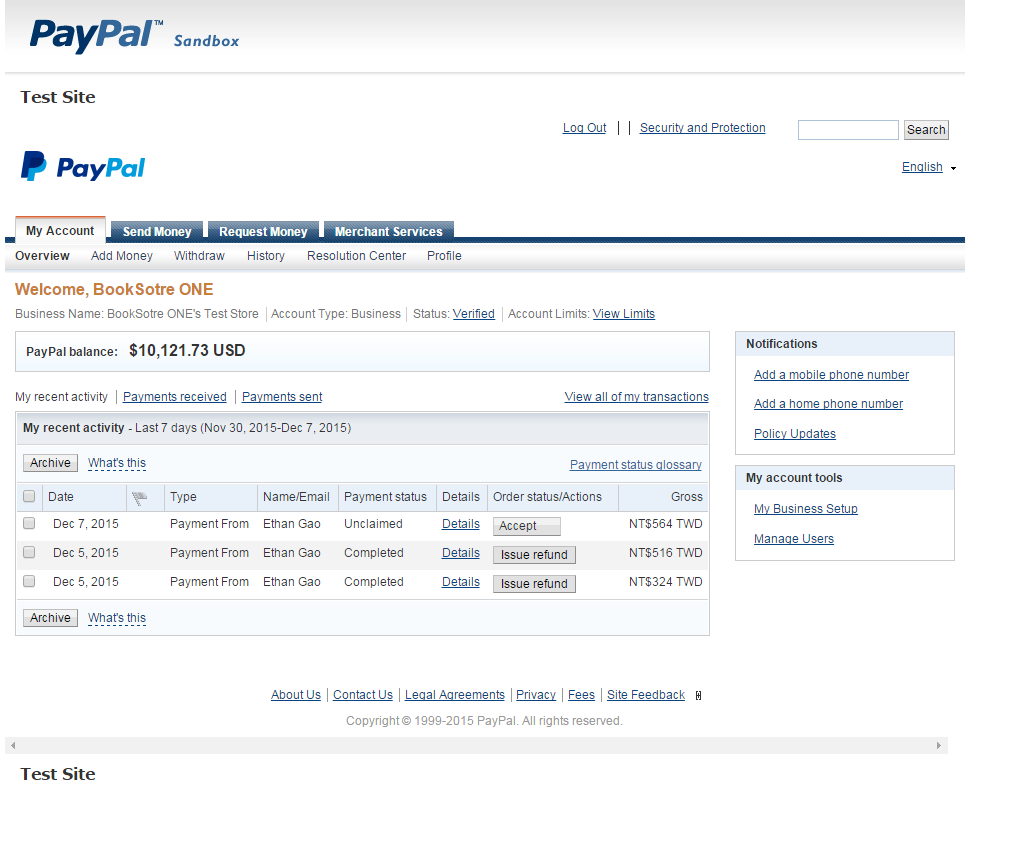 PayPal™ Sandbox
Test Site
Log Out | | Security and Protection Search
PayPal
English
My Account Send Money Request Money Merchant Services
Overview Add Money Withdraw History Resolution Center Profile
Welcome, BookSotre ONE
Business Name: BookSotre ONE's Test Store | Account Type: Business | Status: Verified | Account Limits: View Limits
PayPal balance: $10,121.73 USD
Notifications
Add a mobile phone number
Add a home phone number
Policy Updates
My account tools
My Business Setup
Manage Users
My recent activity | Payments received | Payments sent View all of my transactions
My recent activity - Last 7 days (Nov 30, 2015-Dec 7, 2015)
Archive What's this Payment status glossary
Date Type Name/Email Payment status Details Order status/Actions Gross
Dec 7, 2015 Payment From Ethan Gao Unclaimed Details Accept NT$564 TWD
Dec 5, 2015 Payment From Ethan Gao Completed Details Issue refund NT$516 TWD
Dec 5, 2015 Payment From Ethan Gao Completed Details Issue refund NT$324 TWD
Archive What's this
About Us | Contact Us | Legal Agreements | Privacy | Fees | Site Feedback
Copyright © 1999-2015 PayPal. All rights reserved.
Test Site